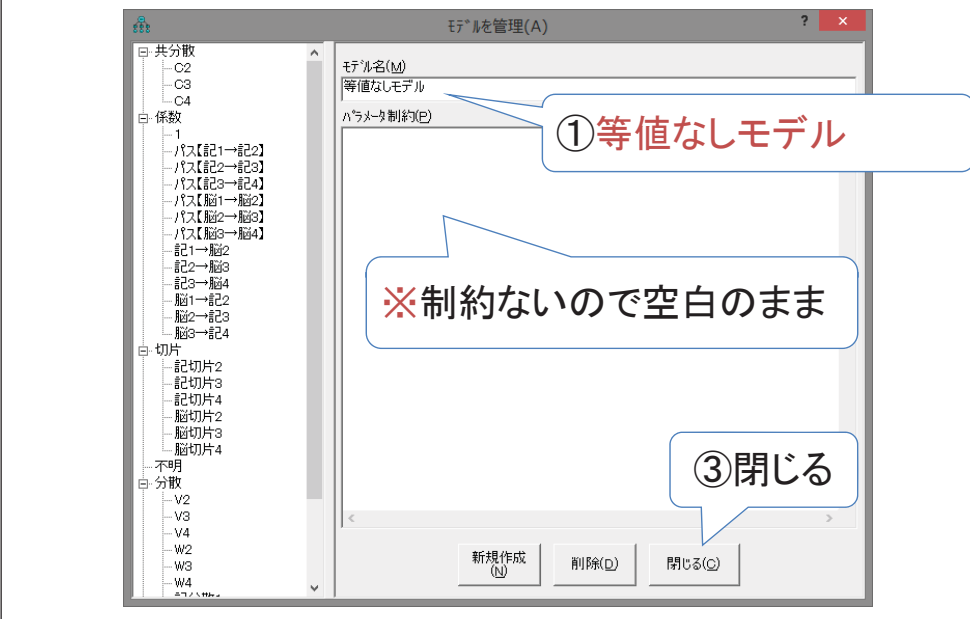 モデルを管理(A)
?
×
共分散
C2
C3
C4
係数
1
パス【記1→記2】
パス【記2→記3】
パス【記3→記4】
パス【脳1→脳2】
パス【脳2→脳3】
パス【脳3→脳4】
記1→脳2
記2→脳3
記3→脳4
脳1→記2
脳2→記3
脳3→記4
切片
記切片2
記切片3
記切片4
脳切片2
脳切片3
脳切片4
不明
分散
V2
V3
V4
W2
W3
W4
モデル名(M)
等値なしモデル
パラメータ制約(P)
①等値なしモデル
※制約ないので空白のまま
③閉じる
新規作成
(N)
削除(D)
閉じる(C)